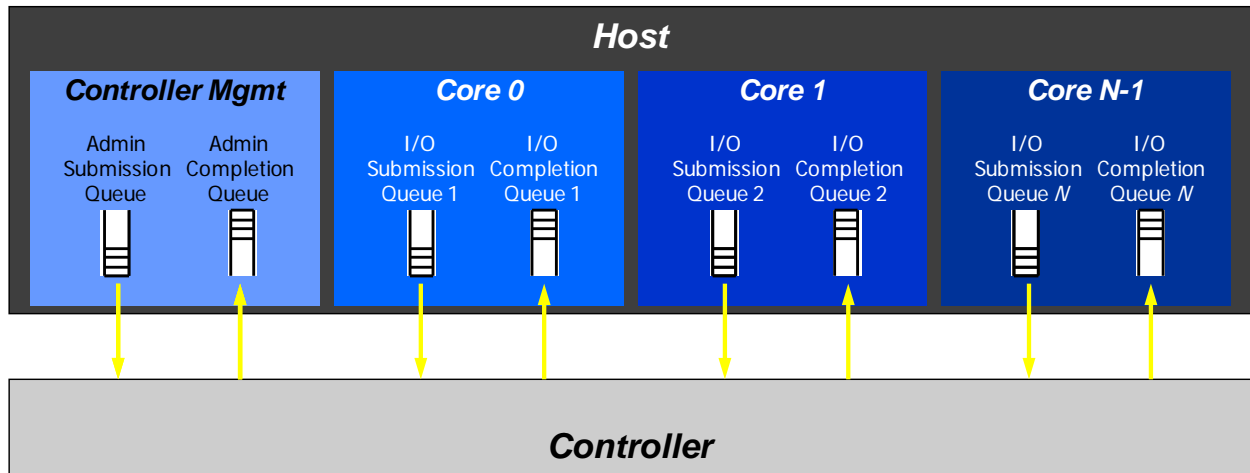 Host
Controller Mgmt
Admin
Submission
Queue
Admin
Completion
Queue
Core 0
I/O
Submission
Queue 1
I/O
Completion
Queue 1
Core 1
I/O
Submission
Queue 2
I/O
Completion
Queue 2
Core N-1
I/O
Submission
Queue N
I/O
Completion
Queue N
Controller